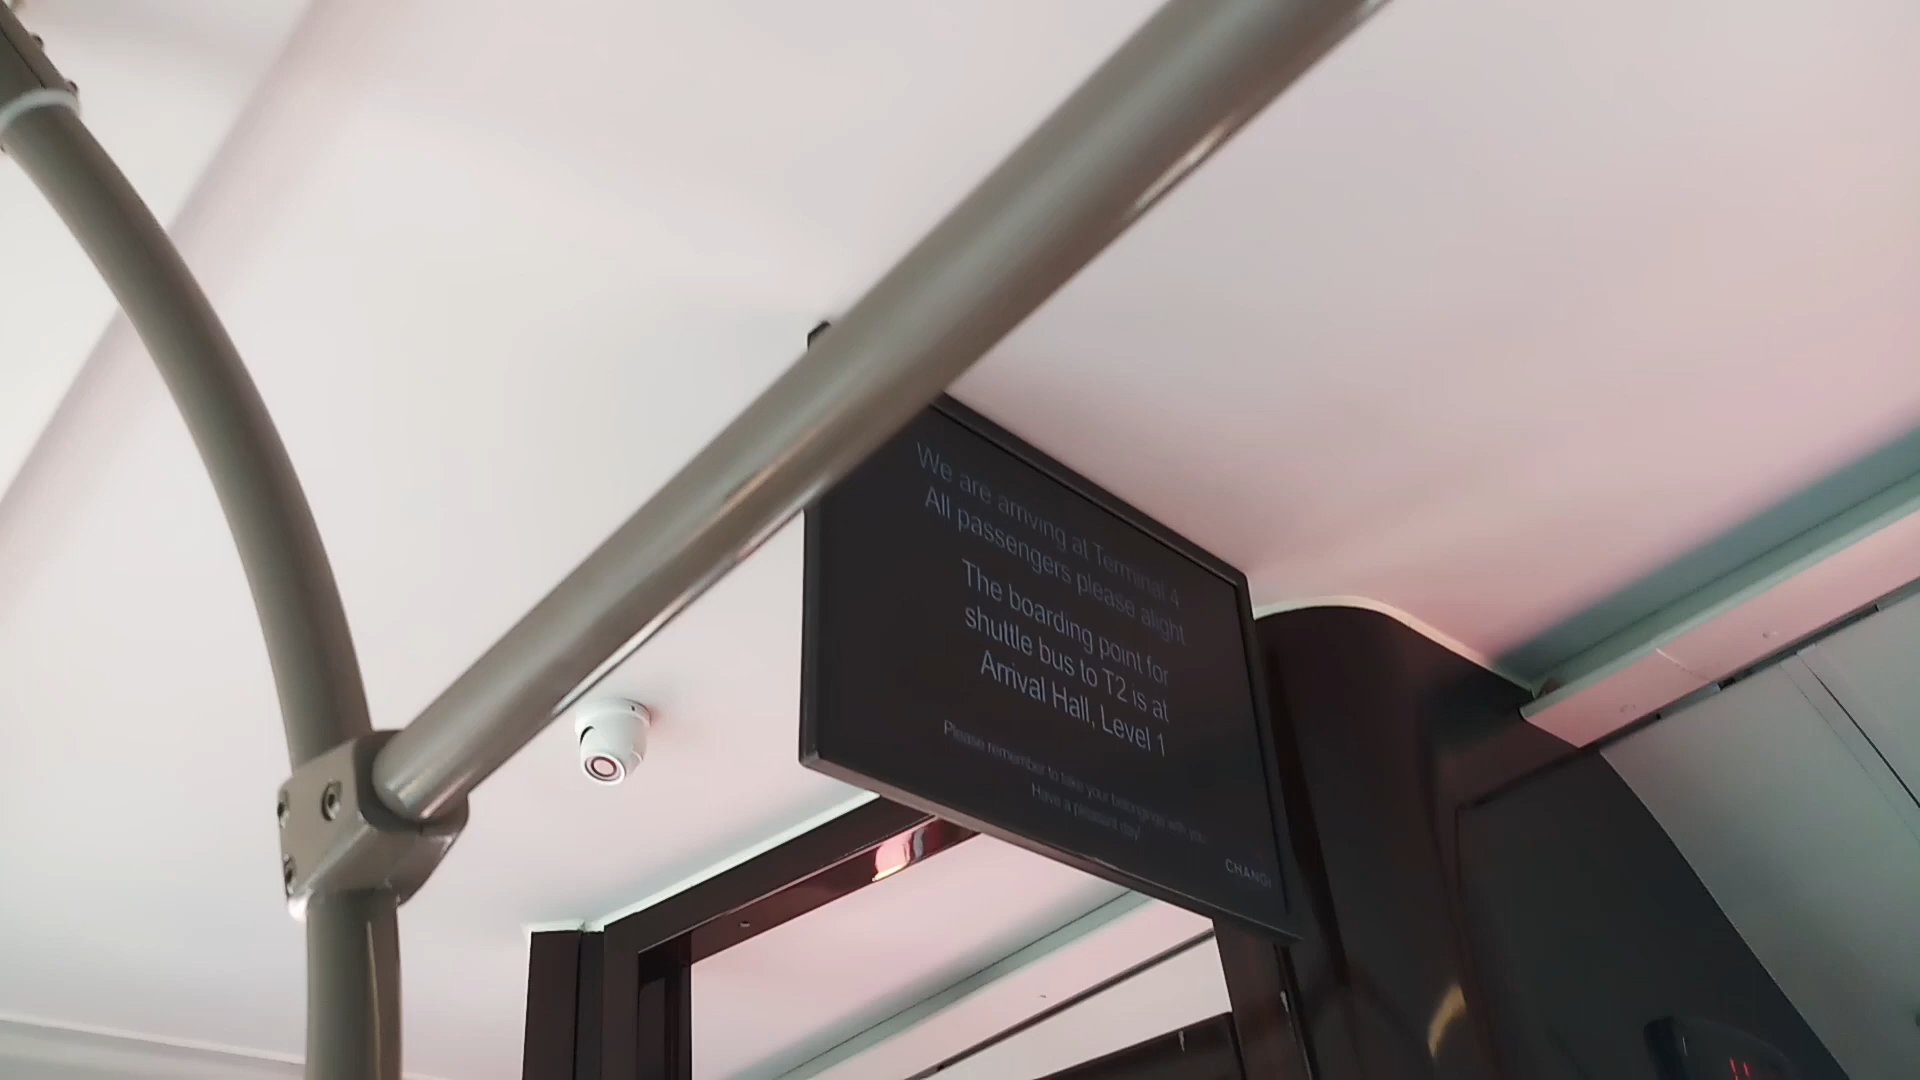 We are arriving at Terminal 4
All passengers please alight
The boarding point for
shuttle bus to T2 is at
Arrival Hall, Level 1
Please remember to take your belongings with you
Have a pleasant day
CHANGI